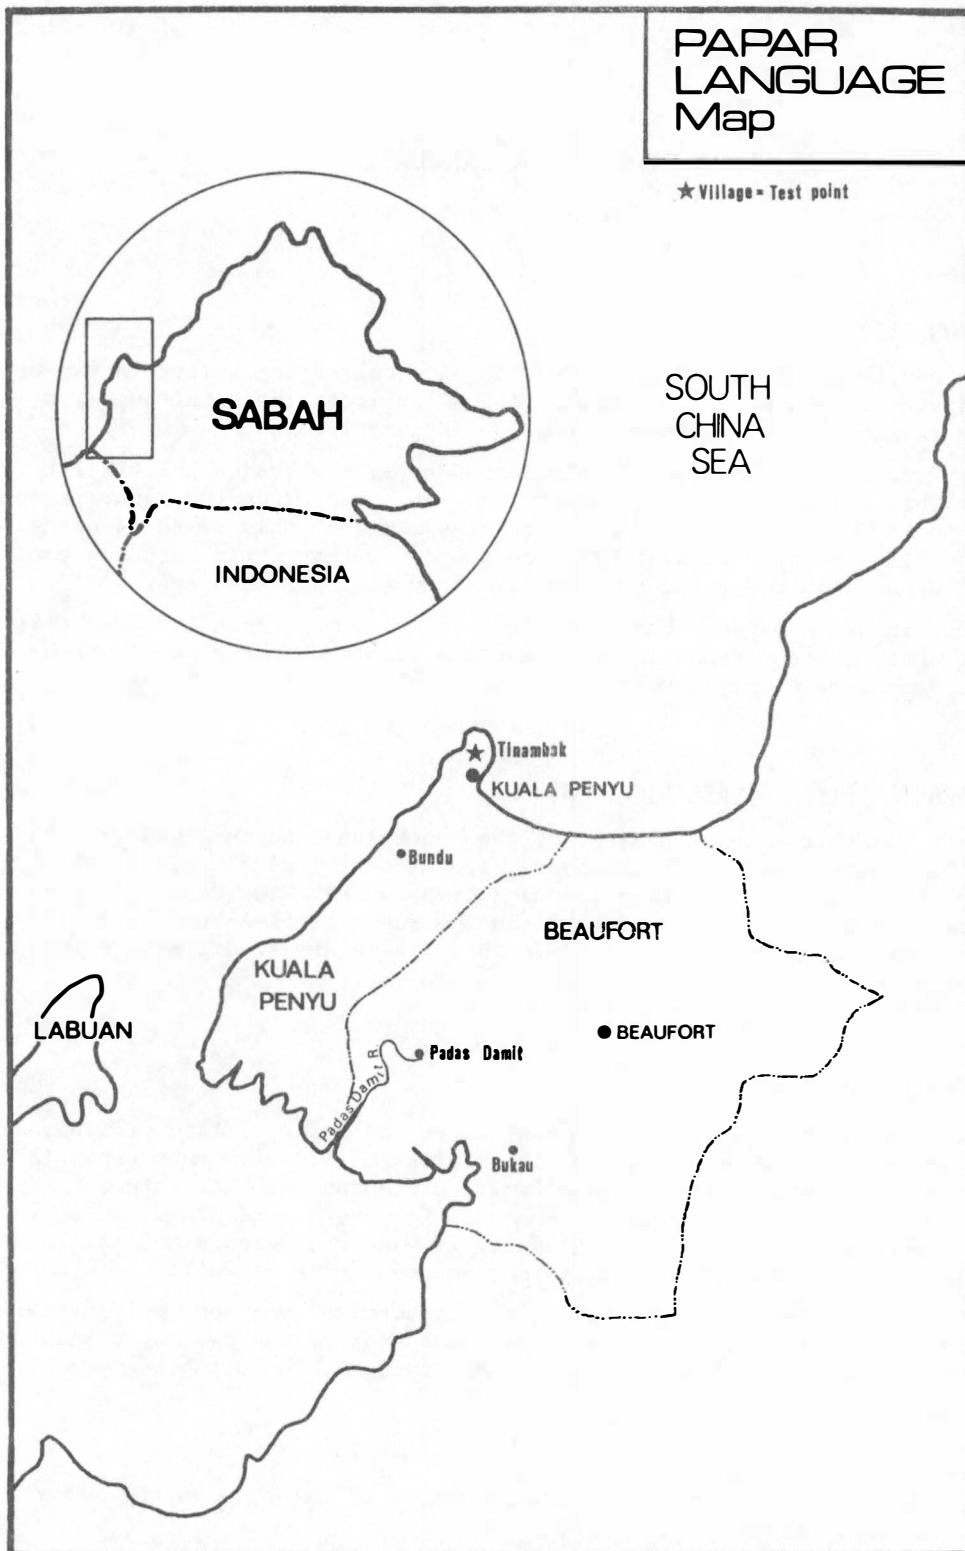 PAPAR
LANGUAGE
Map
★ Village = Test point
SABAH
INDONESIA
SOUTH
CHINA
SEA
Tinambak
KUALA PENYU
Bundu
BEAUFORT
KUALA
PENYU
LABUAN
BEAUFORT
Padas Damit
Padas Damit R.
Bukau